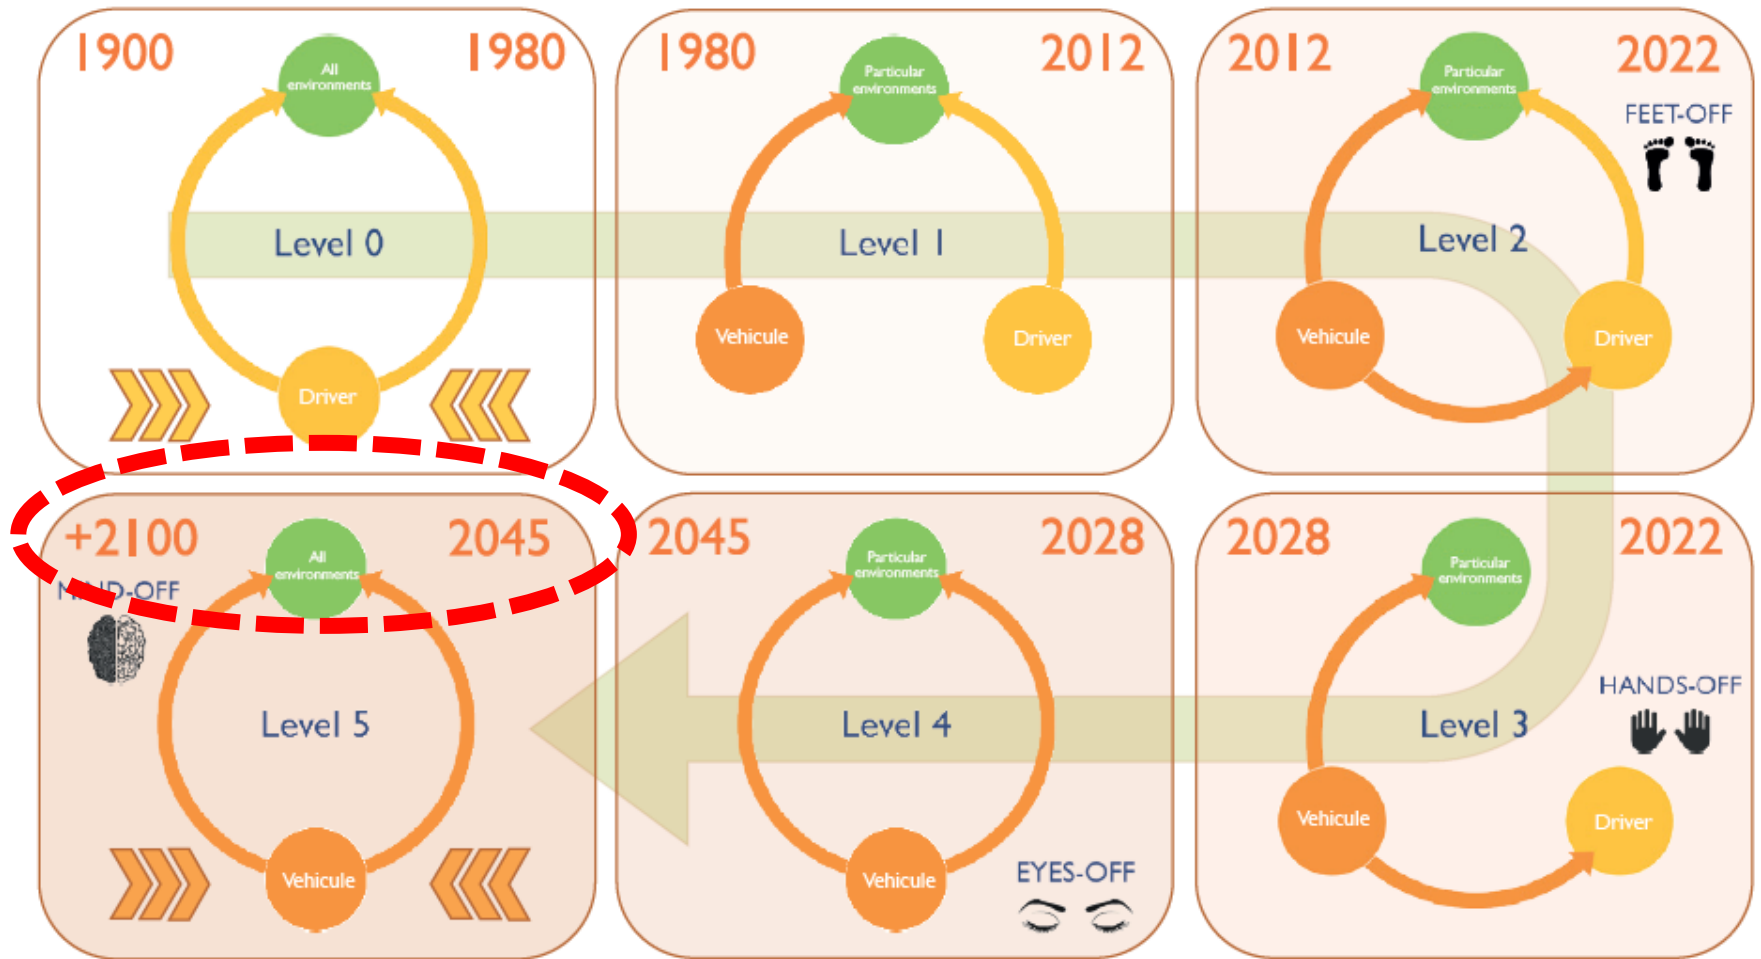 1900
1980
All
environments
Level 0
Driver
1980
2012
Particular
environments
Level 1
Vehicule
Driver
2012
2022
Particular
environments
FEET-OFF
Level 2
Vehicule
Driver
+2100
2045
All
environments
MIND-OFF
Level 5
Vehicule
2045
2028
Particular
environments
Level 4
Vehicule
EYES-OFF
2028
2022
Particular
environments
HANDS-OFF
Level 3
Vehicule
Driver